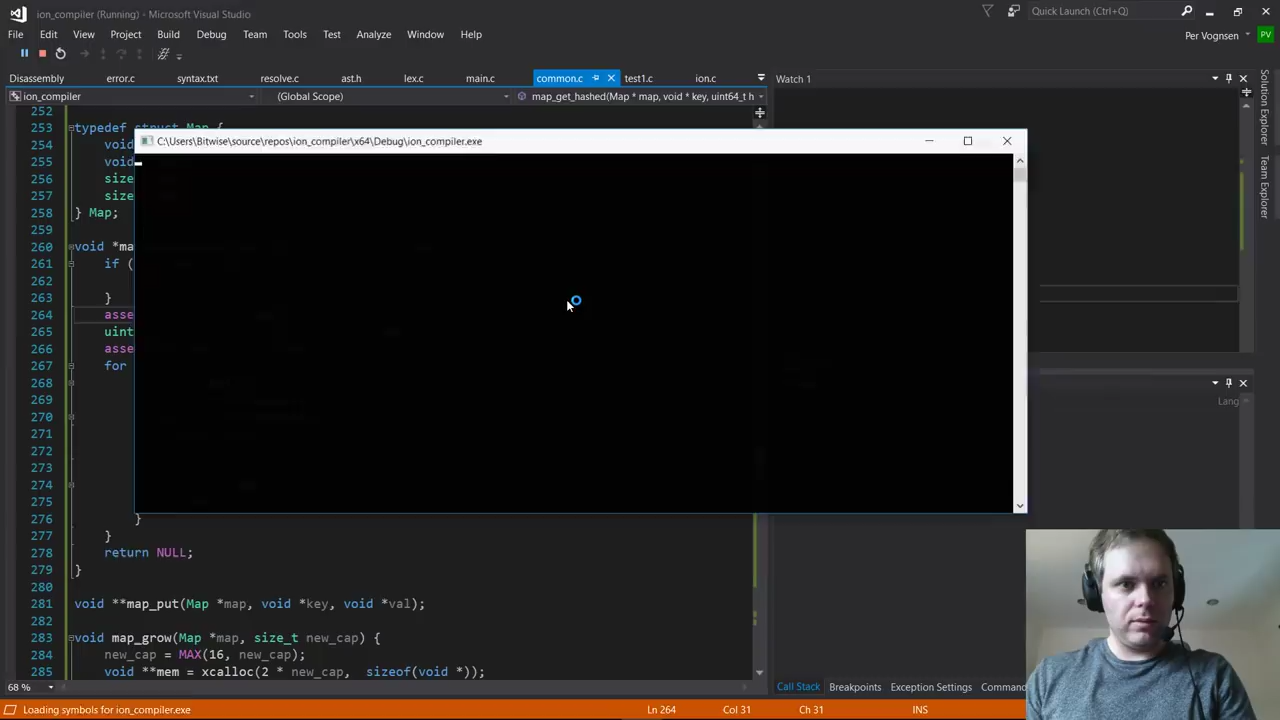 ion_compiler (Running) - Microsoft Visual Studio
Quick Launch (Ctrl+Q)
File Edit View Project Build Debug Team Tools Test Analyze Window Help
Per Vognsen PV
Disassembly error.c syntax.txt resolve.c ast.h lex.c main.c common.c test1.c ion.c
Watch 1
ion_compiler (Global Scope) map_get_hashed(Map * map, void * key, uint64_t h
252
253 typedef struct Map {
254 void
255 void
256 size
257 size
258 } Map;
259
260 void *ma
261 if (
262
263 }
264 asse
265 uint
266 asse
267 for
268
269
270
271
272
273
274
275
276 }
277 }
278 return NULL;
279 }
280
281 void **map_put(Map *map, void *key, void *val);
282
283 void map_grow(Map *map, size_t new_cap) {
284 new_cap = MAX(16, new_cap);
285 void **mem = xcalloc(2 * new_cap, sizeof(void *));
C:\Users\Bitwise\source\repos\ion_compiler\x64\Debug\ion_compiler.exe
Solution Explorer
Team Explorer
Lang
68 %
Call Stack Breakpoints Exception Settings Command
Loading symbols for ion_compiler.exe Ln 264 Col 31 Ch 31 INS